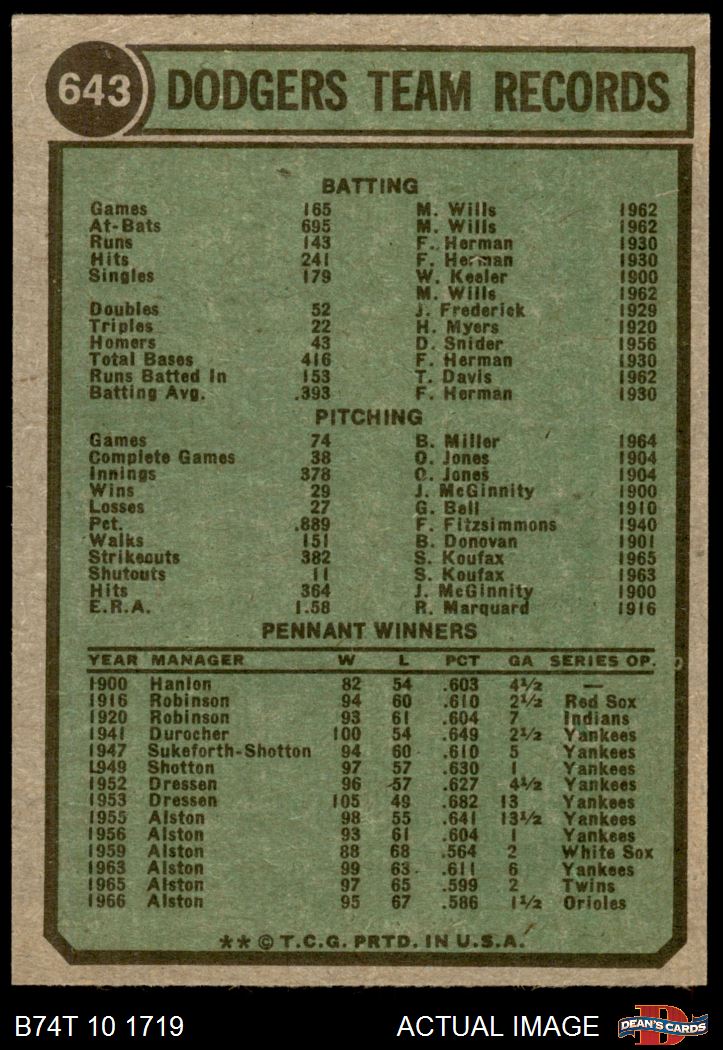 643 DODGERS TEAM RECORDS
BATTING
Games 165 M. Wills 1962
At-Bats 695 M. Wills 1962
Runs 143 F. Herman 1930
Hits 241 F. Herman 1930
Singles 179 W. Keeler 1900
M. Wills 1962
Doubles 52 J. Frederick 1929
Triples 22 H. Myers 1920
Homers 43 D. Snider 1956
Total Bases 416 F. Herman 1930
Runs Batted In 153 T. Davis 1962
Batting Avg. .393 F. Herman 1930
PITCHING
Games 74 B. Miller 1964
Complete Games 38 O. Jones 1904
Innings 378 O. Jones 1904
Wins 29 J. McGinnity 1900
Losses 27 G. Bell 1910
Pct. .889 F. Fitzsimmons 1940
Walks 151 B. Donovan 1901
Strikeouts 382 S. Koufax 1965
Shutouts 11 S. Koufax 1963
Hits 364 J. McGinnity 1900
E.R.A. 1.58 R. Marquard 1916
PENNANT WINNERS
YEAR MANAGER W L PCT GA SERIES OP.
1900 Hanlon 82 54 .603 4½ —
1916 Robinson 94 60 .610 2½ Red Sox
1920 Robinson 93 61 .604 7 Indians
1941 Durocher 100 54 .649 2½ Yankees
1947 Sukeforth-Shotton 94 60 .610 5 Yankees
1949 Shotton 97 57 .630 1 Yankees
1952 Dressen 96 57 .627 4½ Yankees
1953 Dressen 105 49 .682 13 Yankees
1955 Alston 98 55 .641 13½ Yankees
1956 Alston 93 61 .604 1 Yankees
1959 Alston 88 68 .564 2 White Sox
1963 Alston 99 63 .611 6 Yankees
1965 Alston 97 65 .599 2 Twins
1966 Alston 95 67 .586 1½ Orioles
** © T.C.G. PRTD. IN U.S.A.
B74T 10 1719 ACTUAL IMAGE DEAN'S CARDS